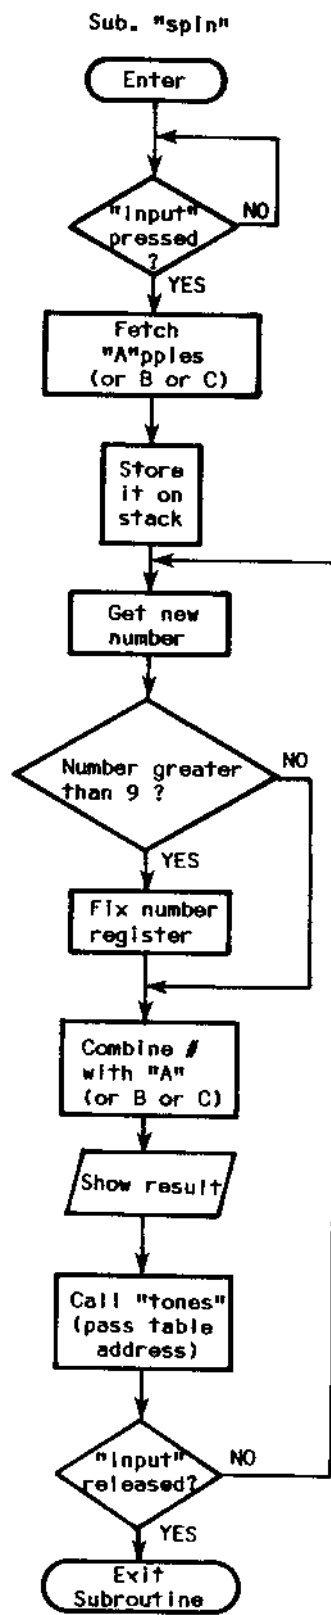 Sub. "spin"
Enter
"Input"
pressed
?
NO
YES
Fetch
"A"pples
(or B or C)
Store
it on
stack
Get new
number
Number greater
than 9 ?
NO
YES
Fix number
register
Combine #
with "A"
(or B or C)
Show result
Call "tones"
(pass table
address)
"Input"
released?
NO
YES
Exit
Subroutine